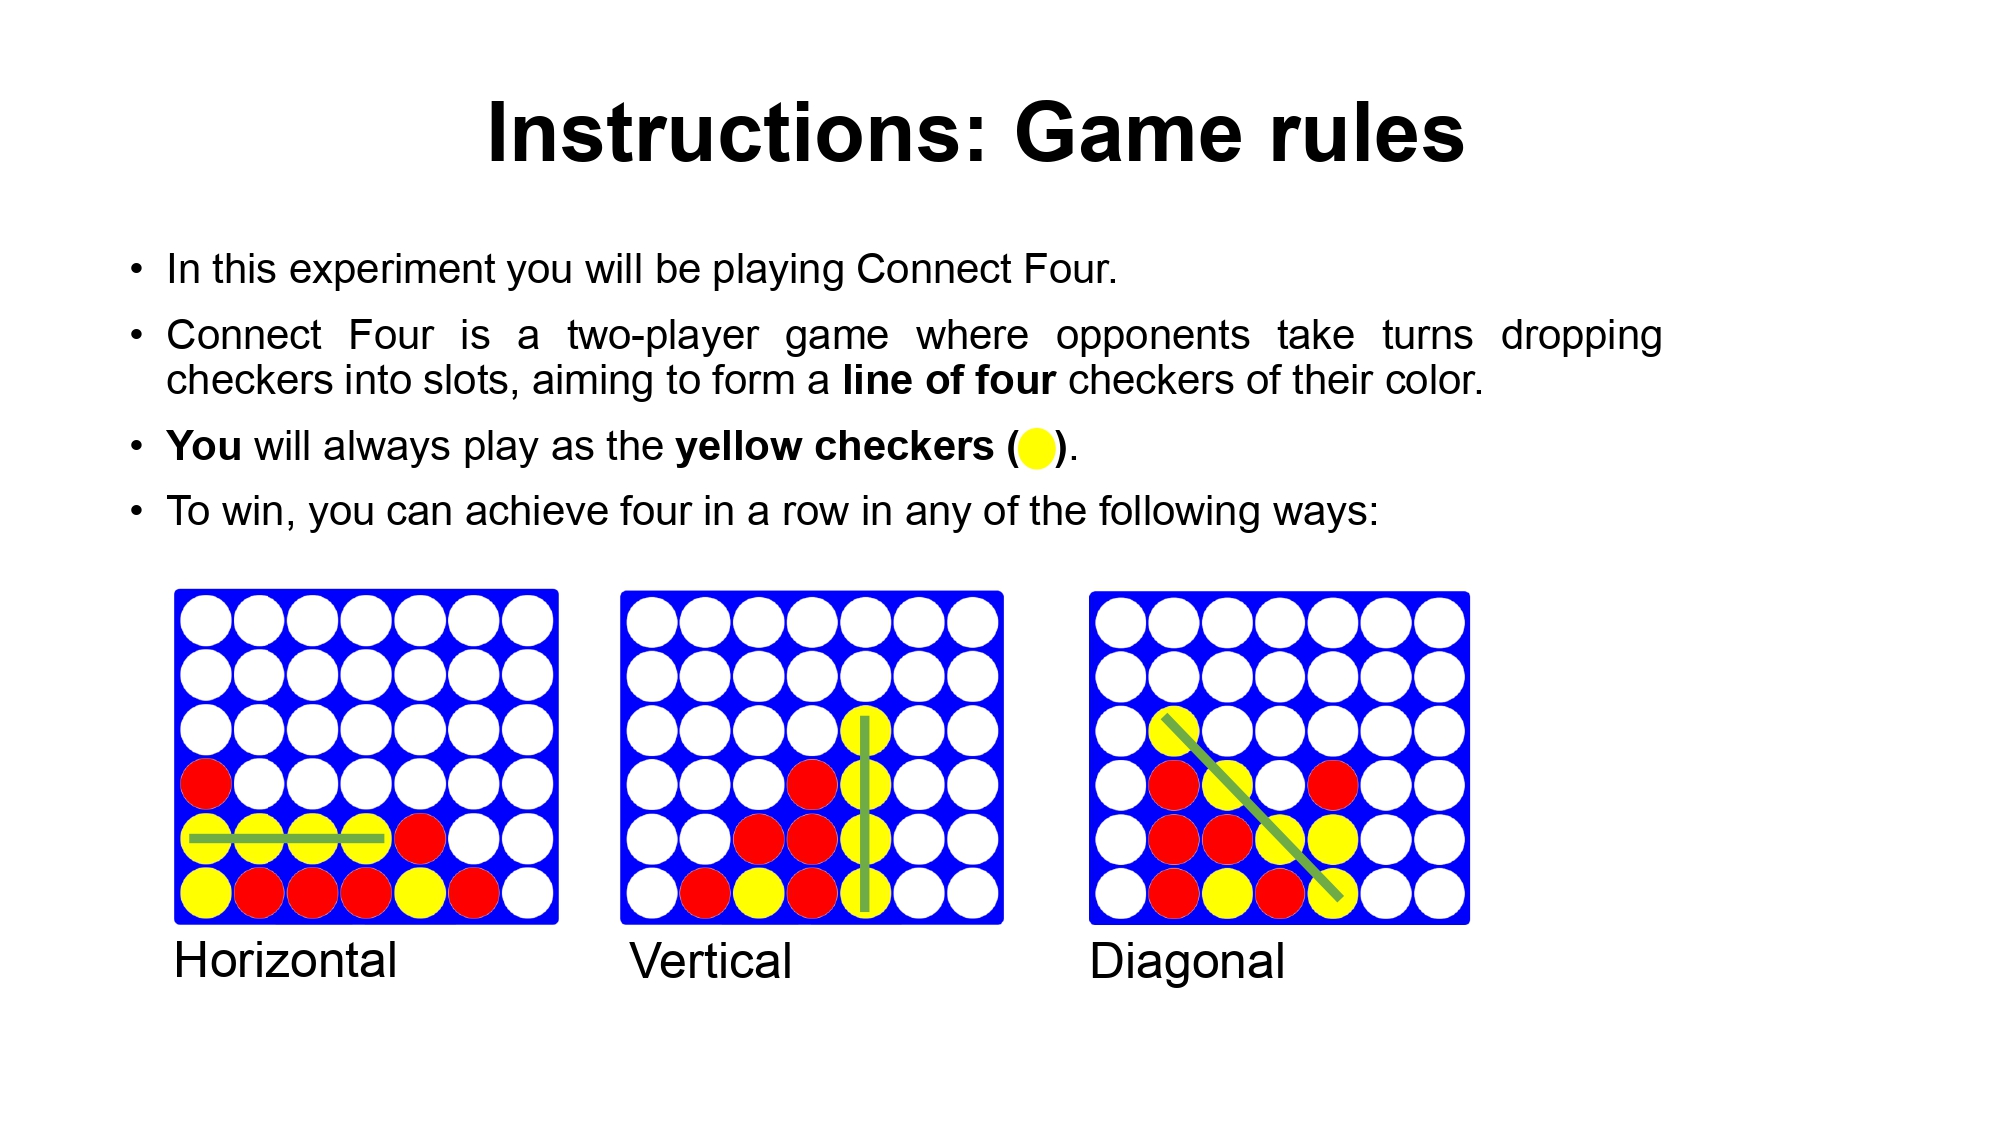 Instructions: Game rules
• In this experiment you will be playing Connect Four.
• Connect Four is a two-player game where opponents take turns dropping
checkers into slots, aiming to form a line of four checkers of their color.
• You will always play as the yellow checkers ( ).
• To win, you can achieve four in a row in any of the following ways:
Horizontal
Vertical
Diagonal